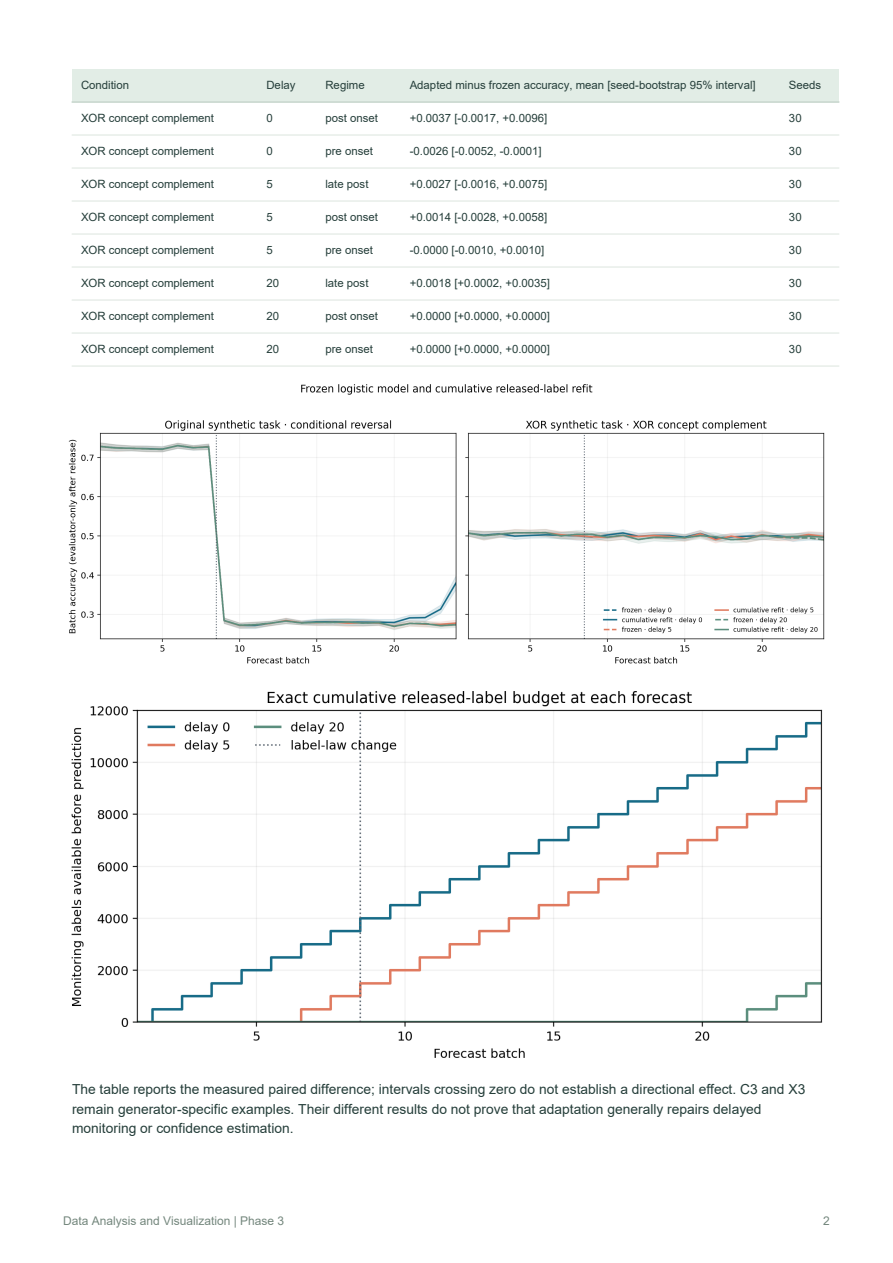 Condition Delay Regime Adapted minus frozen accuracy, mean [seed-bootstrap 95% interval] Seeds
XOR concept complement 0 post onset +0.0037 [-0.0017, +0.0096] 30
XOR concept complement 0 pre onset -0.0026 [-0.0052, -0.0001] 30
XOR concept complement 5 late post +0.0027 [-0.0016, +0.0075] 30
XOR concept complement 5 post onset +0.0014 [-0.0028, +0.0058] 30
XOR concept complement 5 pre onset -0.0000 [-0.0010, +0.0010] 30
XOR concept complement 20 late post +0.0018 [+0.0002, +0.0035] 30
XOR concept complement 20 post onset +0.0000 [+0.0000, +0.0000] 30
XOR concept complement 20 pre onset +0.0000 [+0.0000, +0.0000] 30
Frozen logistic model and cumulative released-label refit
Original synthetic task · conditional reversal
Batch accuracy (evaluator-only after release)
0.7
0.6
0.5
0.4
0.3
5 10 15 20
Forecast batch
XOR synthetic task · XOR concept complement
frozen · delay 0 cumulative refit · delay 5
cumulative refit · delay 0 frozen · delay 20
frozen · delay 5 cumulative refit · delay 20
5 10 15 20
Forecast batch
Exact cumulative released-label budget at each forecast
Monitoring labels available before prediction
12000
10000
8000
6000
4000
2000
0
delay 0 delay 20
delay 5 label-law change
5 10 15 20
Forecast batch
The table reports the measured paired difference; intervals crossing zero do not establish a directional effect. C3 and X3
remain generator-specific examples. Their different results do not prove that adaptation generally repairs delayed
monitoring or confidence estimation.
Data Analysis and Visualization | Phase 3 2